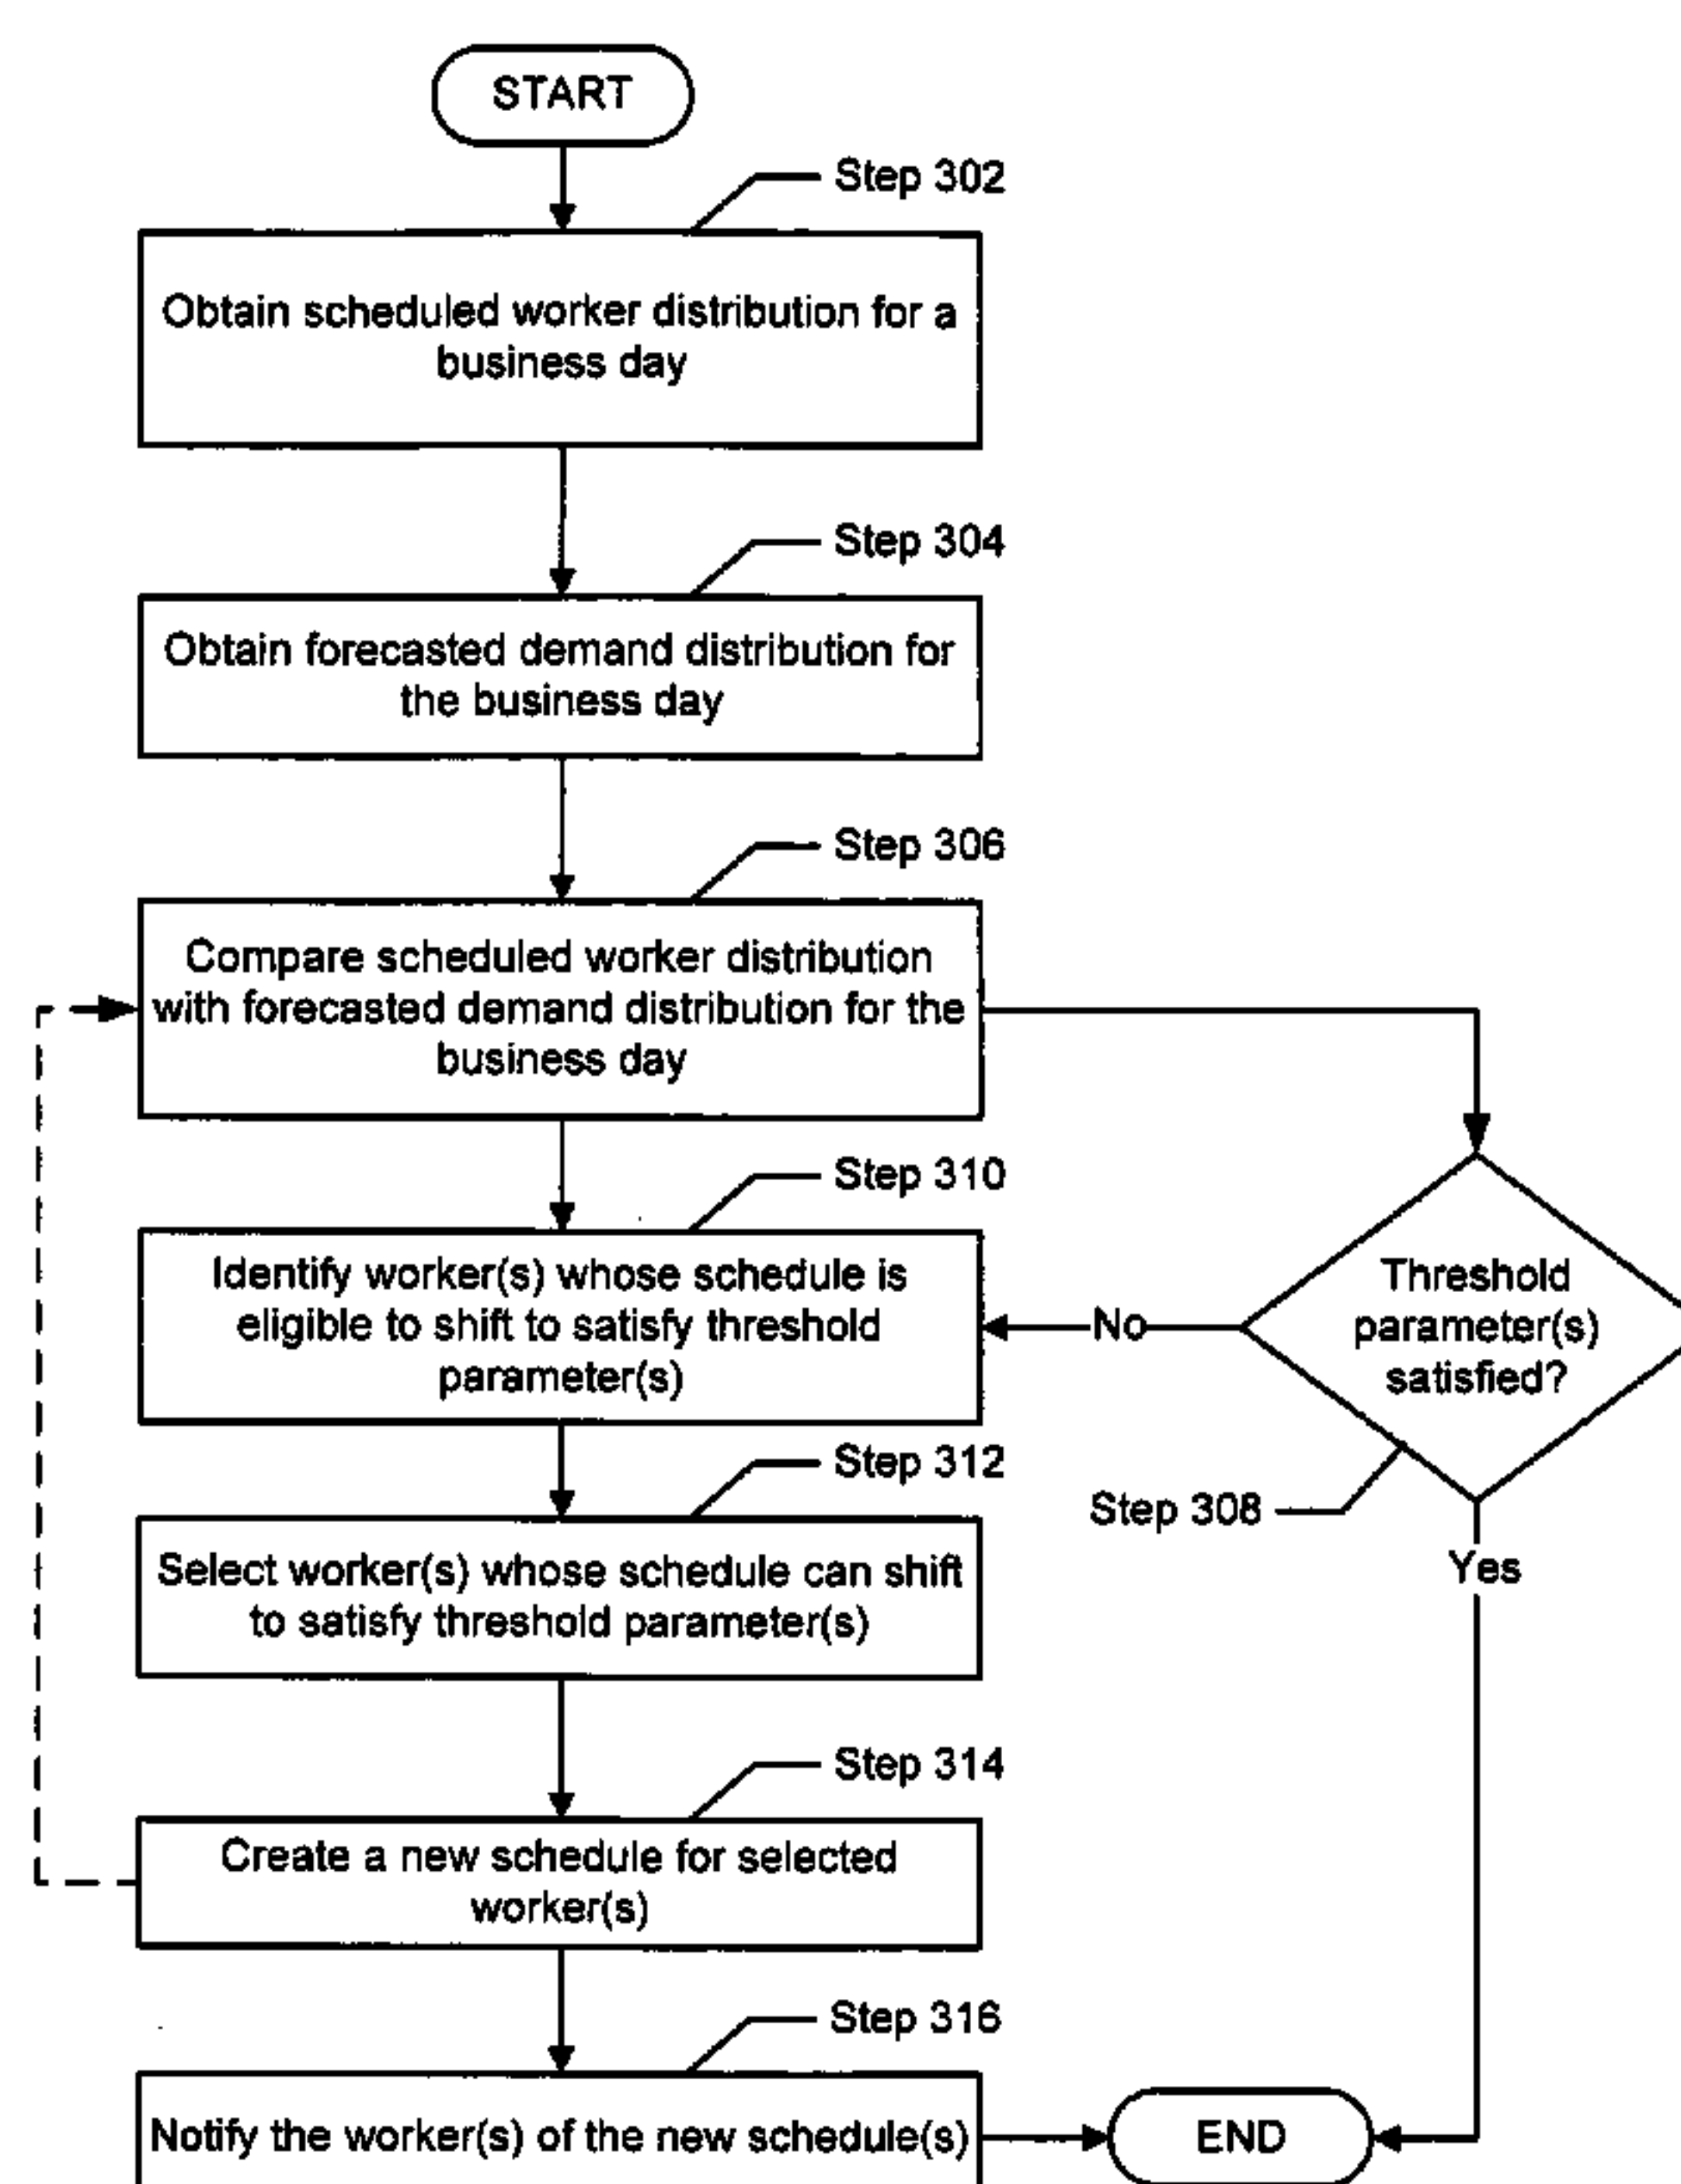 START
Step 302
Obtain scheduled worker distribution for a
business day
Step 304
Obtain forecasted demand distribution for
the business day
Step 306
Compare scheduled worker distribution
with forecasted demand distribution for the
business day
Step 310
Identify worker(s) whose schedule is
eligible to shift to satisfy threshold
parameter(s)
No
Threshold
parameter(s)
satisfied?
Step 308
Yes
Step 312
Select worker(s) whose schedule can shift
to satisfy threshold parameter(s)
Step 314
Create a new schedule for selected
worker(s)
Step 316
Notify the worker(s) of the new schedule(s)
END